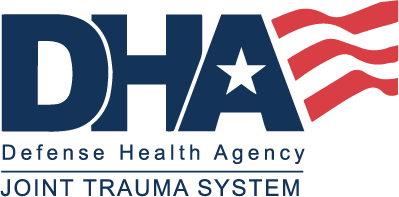 DHA
Defense Health Agency
JOINT TRAUMA SYSTEM